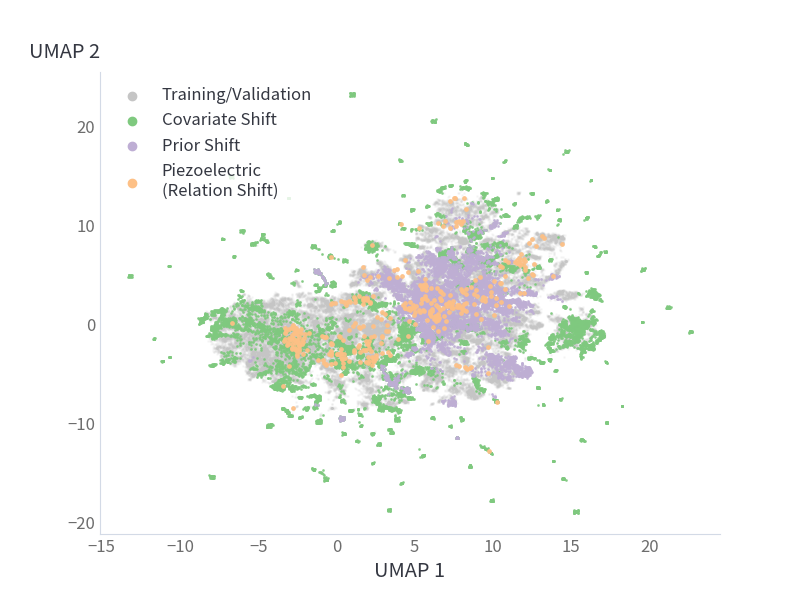 UMAP 2
Training/Validation
Covariate Shift
Prior Shift
Piezoelectric
(Relation Shift)
20
10
0
−10
−20
−15 −10 −5 0 5 10 15 20
UMAP 1